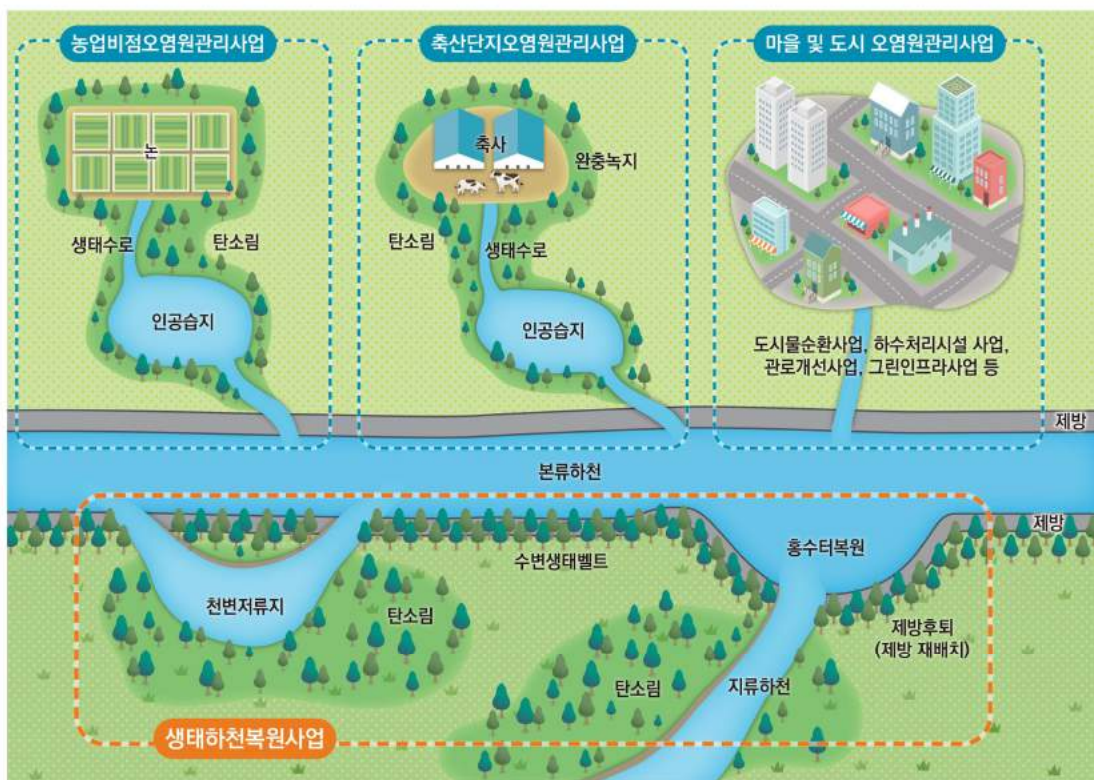 농업비점오염원관리사업
축산단지오염원관리사업
마을 및 도시 오염원관리사업
논
생태수로
탄소림
인공습지
축사
완충녹지
탄소림
생태수로
인공습지
도시물순환사업, 하수처리시설 사업,
관로개선사업, 그린인프라사업 등
제방
본류하천
제방
수변생태벨트
홍수터복원
천변저류지
탄소림
제방후퇴
(제방 재배치)
탄소림
지류하천
생태하천복원사업